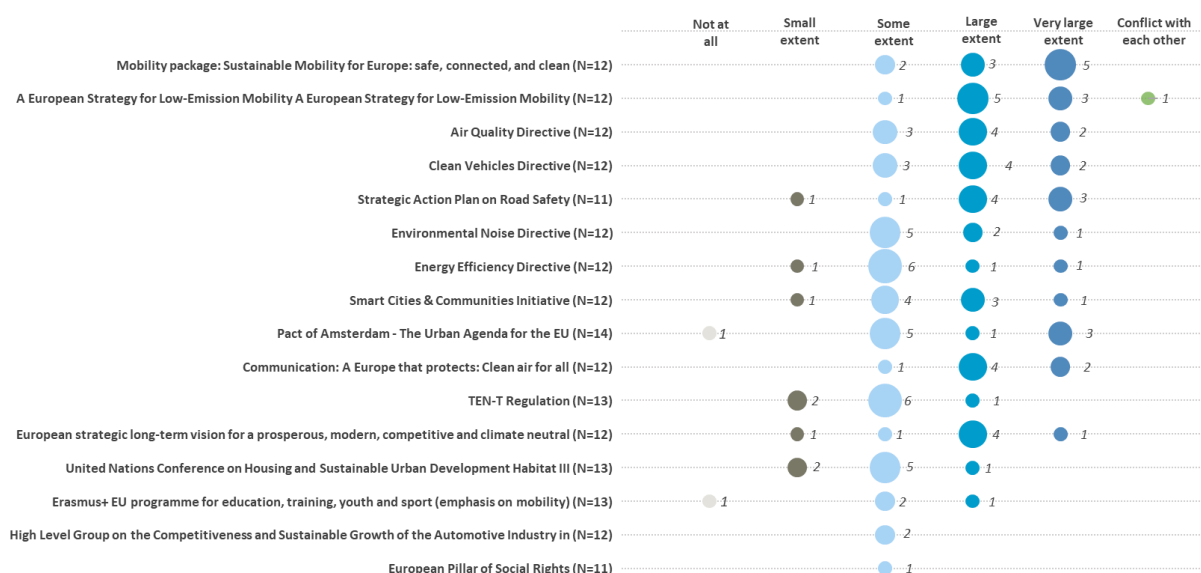 Not at all
Small extent
Some extent
Large extent
Very large extent
Conflict with each other
Mobility package: Sustainable Mobility for Europe: safe, connected, and clean (N=12) 2 3 5
A European Strategy for Low-Emission Mobility A European Strategy for Low-Emission Mobility (N=12) 1 5 3 1
Air Quality Directive (N=12) 3 4 2
Clean Vehicles Directive (N=12) 3 4 2
Strategic Action Plan on Road Safety (N=11) 1 1 4 3
Environmental Noise Directive (N=12) 5 2 1
Energy Efficiency Directive (N=12) 1 6 1 1
Smart Cities & Communities Initiative (N=12) 1 4 3 1
Pact of Amsterdam - The Urban Agenda for the EU (N=14) 1 5 1 3
Communication: A Europe that protects: Clean air for all (N=12) 1 4 2
TEN-T Regulation (N=13) 2 6 1
European strategic long-term vision for a prosperous, modern, competitive and climate neutral (N=12) 1 1 4 1
United Nations Conference on Housing and Sustainable Urban Development Habitat III (N=13) 2 5 1
Erasmus+ EU programme for education, training, youth and sport (emphasis on mobility) (N=13) 1 2 1
High Level Group on the Competitiveness and Sustainable Growth of the Automotive Industry in (N=12) 2
European Pillar of Social Rights (N=11) 1